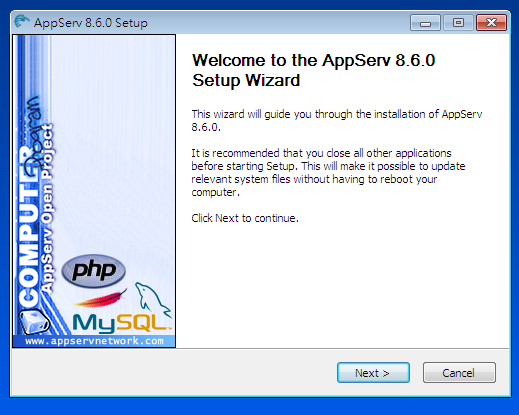 AppServ 8.6.0 Setup
Welcome to the AppServ 8.6.0
Setup Wizard
This wizard will guide you through the installation of AppServ
8.6.0.
It is recommended that you close all other applications
before starting Setup. This will make it possible to update
relevant system files without having to reboot your
computer.
Click Next to continue.
COMPUTER
program
AppServ Open Project
php
MySQL
www.appservnetwork.com
Next >
Cancel